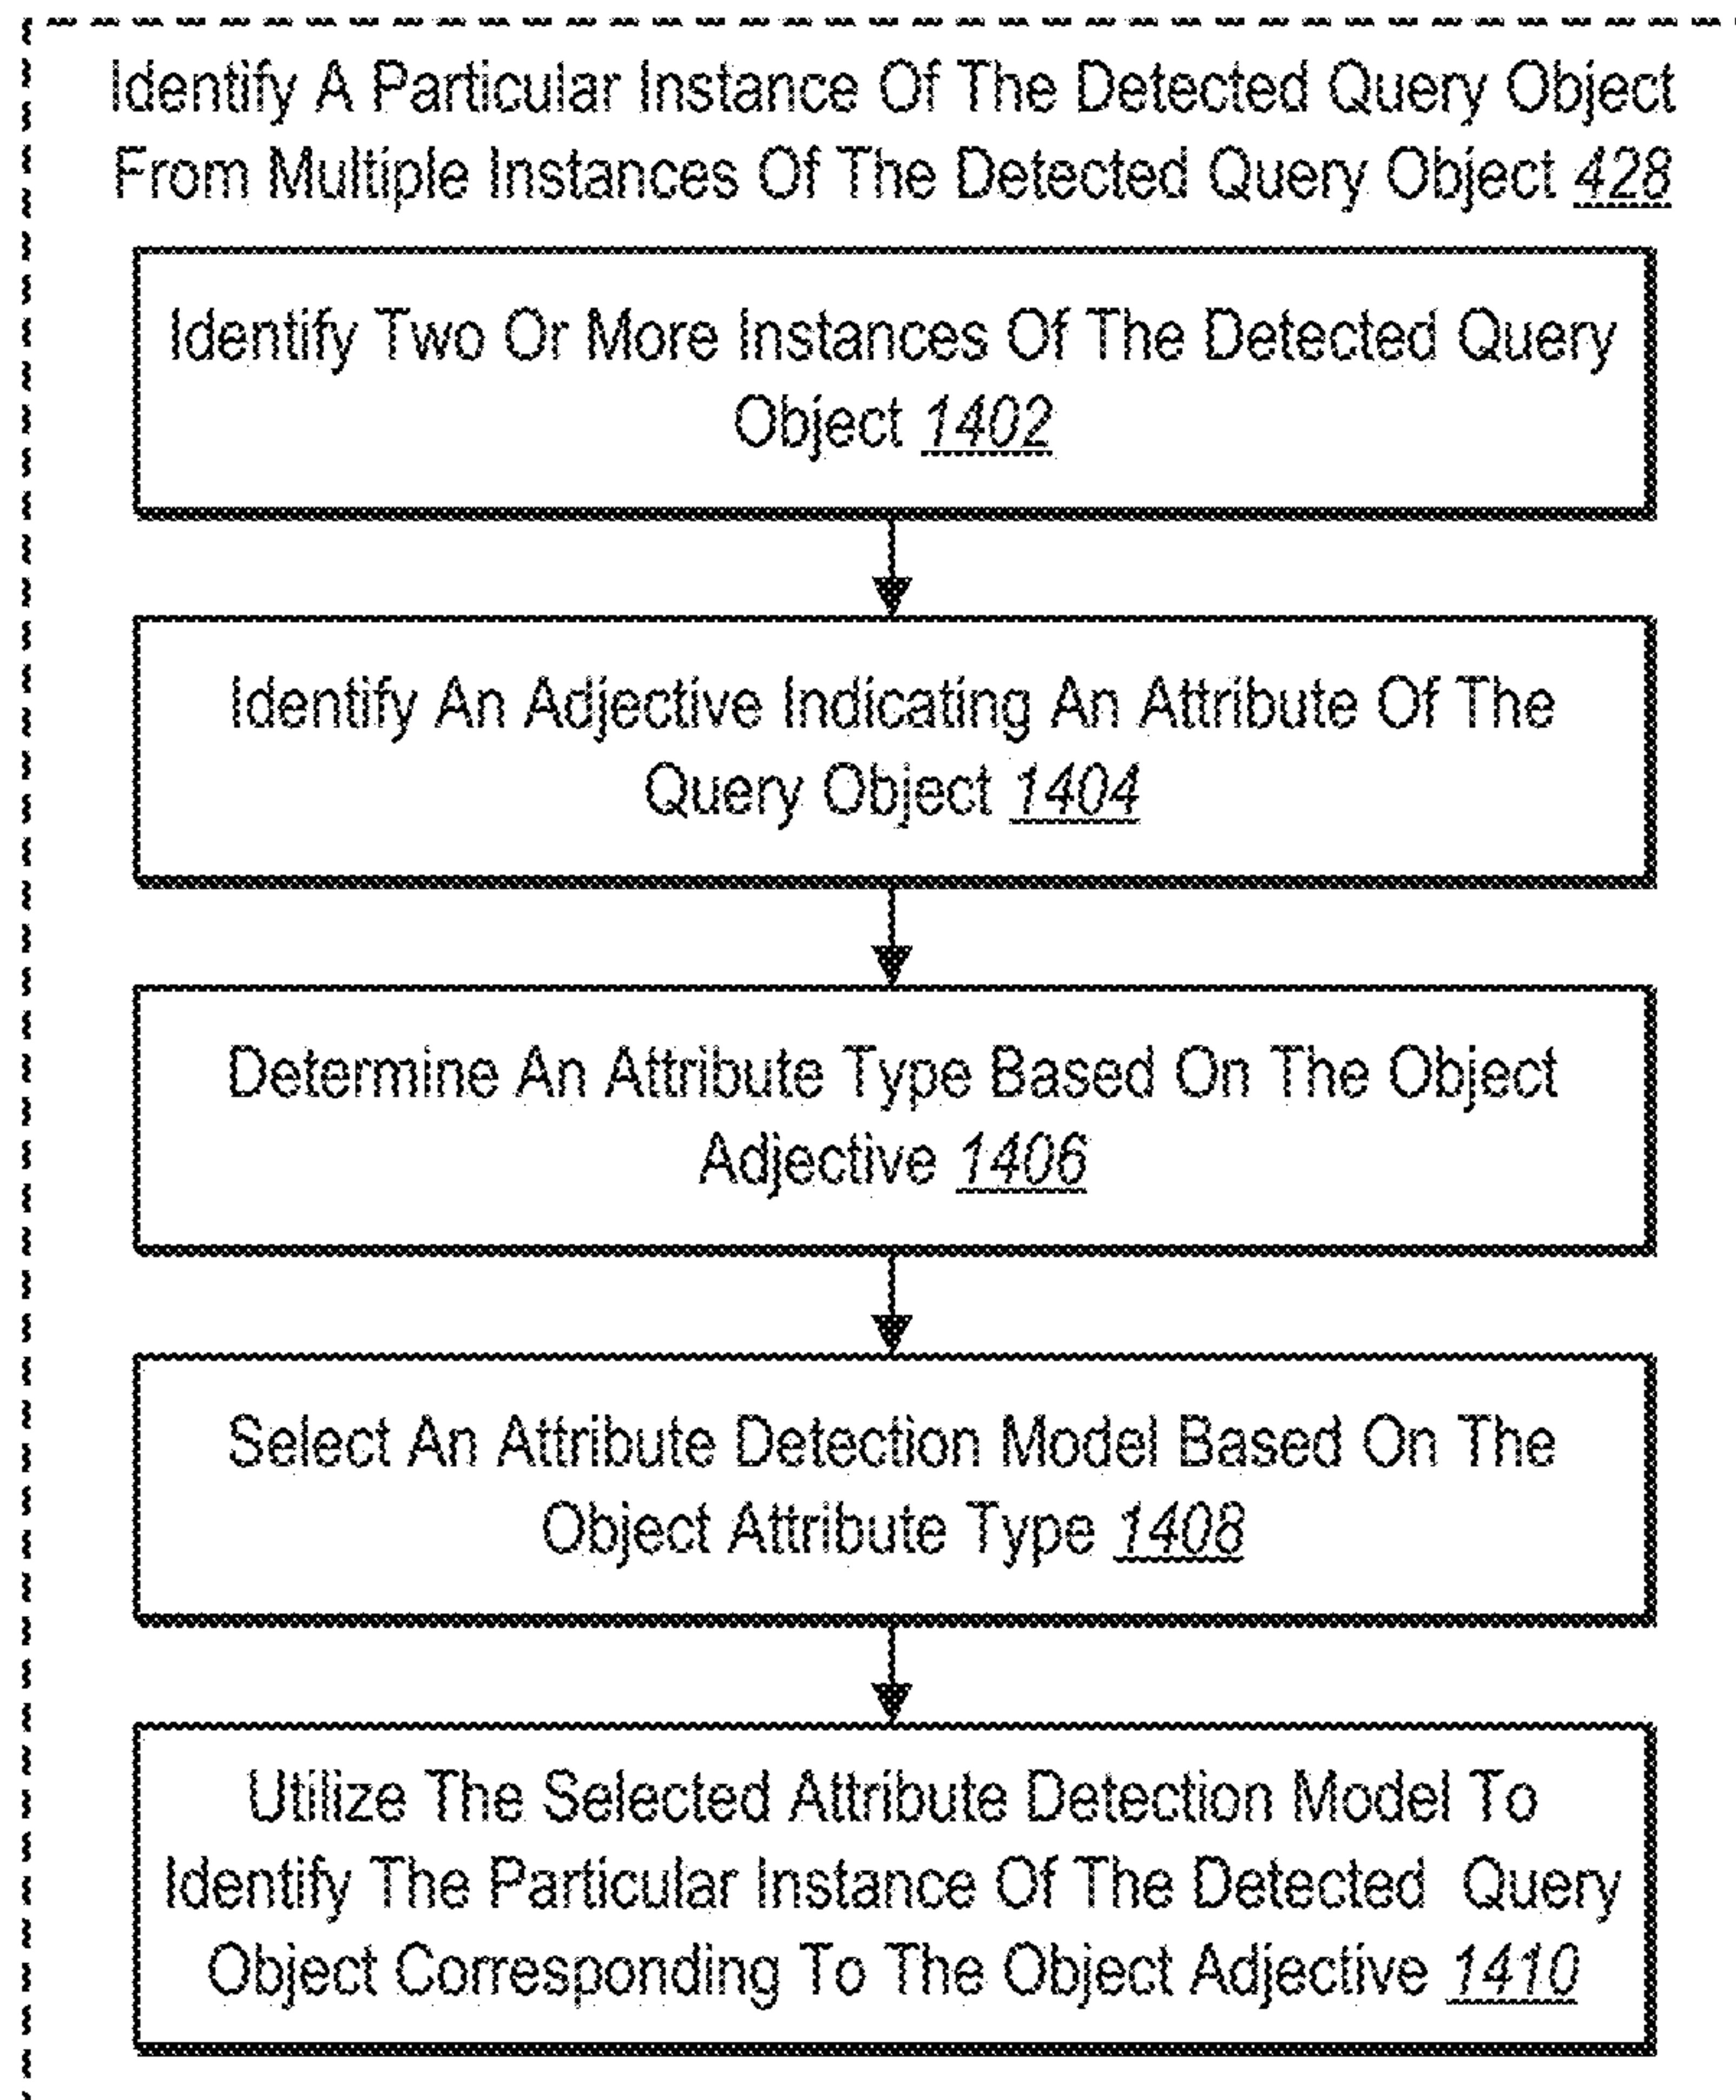 Identify A Particular Instance Of The Detected Query Object
From Multiple Instances Of The Detected Query Object 428
Identify Two Or More Instances Of The Detected Query
Object 1402
Identify An Adjective Indicating An Attribute Of The
Query Object 1404
Determine An Attribute Type Based On The Object
Adjective 1406
Select An Attribute Detection Model Based On The
Object Attribute Type 1408
Utilize The Selected Attribute Detection Model To
Identify The Particular Instance Of The Detected Query
Object Corresponding To The Object Adjective 1410